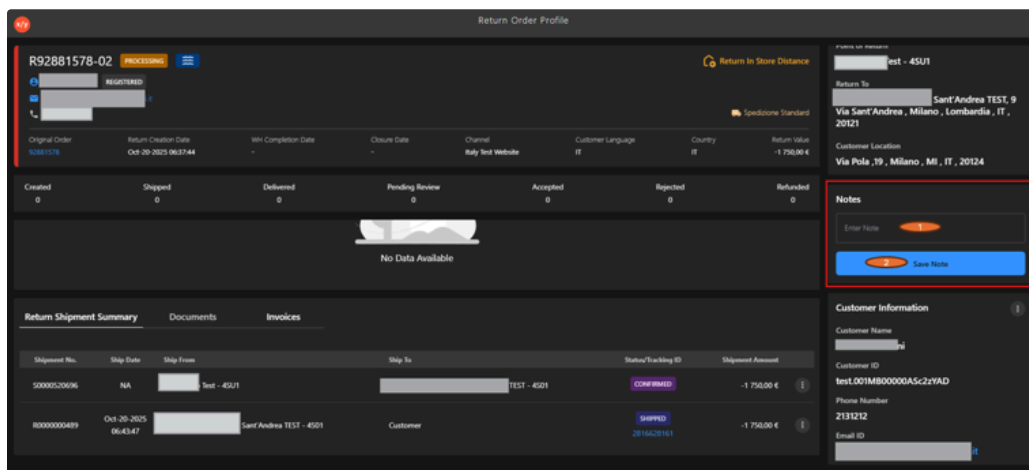 x/y
Return Order Profile
R92881578-02 PROCESSING
REGISTERED
.it
Return In Store Distance
Spedizione Standard
Original Order Return Creation Date WH Completion Date Closure Date Channel Customer Language Country Return Value
92881578 Oct-20-2025 06:37:44 - - Italy Test Website IT IT -1 750,00 €
Created Shipped Delivered Pending Review Accepted Rejected Refunded
0 0 0 0 0 0 0
No Data Available
Return Shipment Summary Documents Invoices
Shipment No. Ship Date Ship From Ship To Status/Tracking ID Shipment Amount
S0000520696 NA Test - 4SU1 TEST - 4S01 CONFIRMED -1 750,00 €
R0000000489 Oct-20-2025 06:43:47 Sant'Andrea TEST - 4S01 Customer SHIPPED 2816628161 -1 750,00 €
Point of Return
est - 4SU1
Return To
Sant'Andrea TEST, 9
Via Sant'Andrea , Milano , Lombardia , IT ,
20121
Customer Location
Via Pola ,19 , Milano , MI , IT , 20124
Notes
Enter Note 1
2 Save Note
Customer Information
Customer Name
ni
Customer ID
test.001MB00000ASc2zYAD
Phone Number
2131212
Email ID
.it